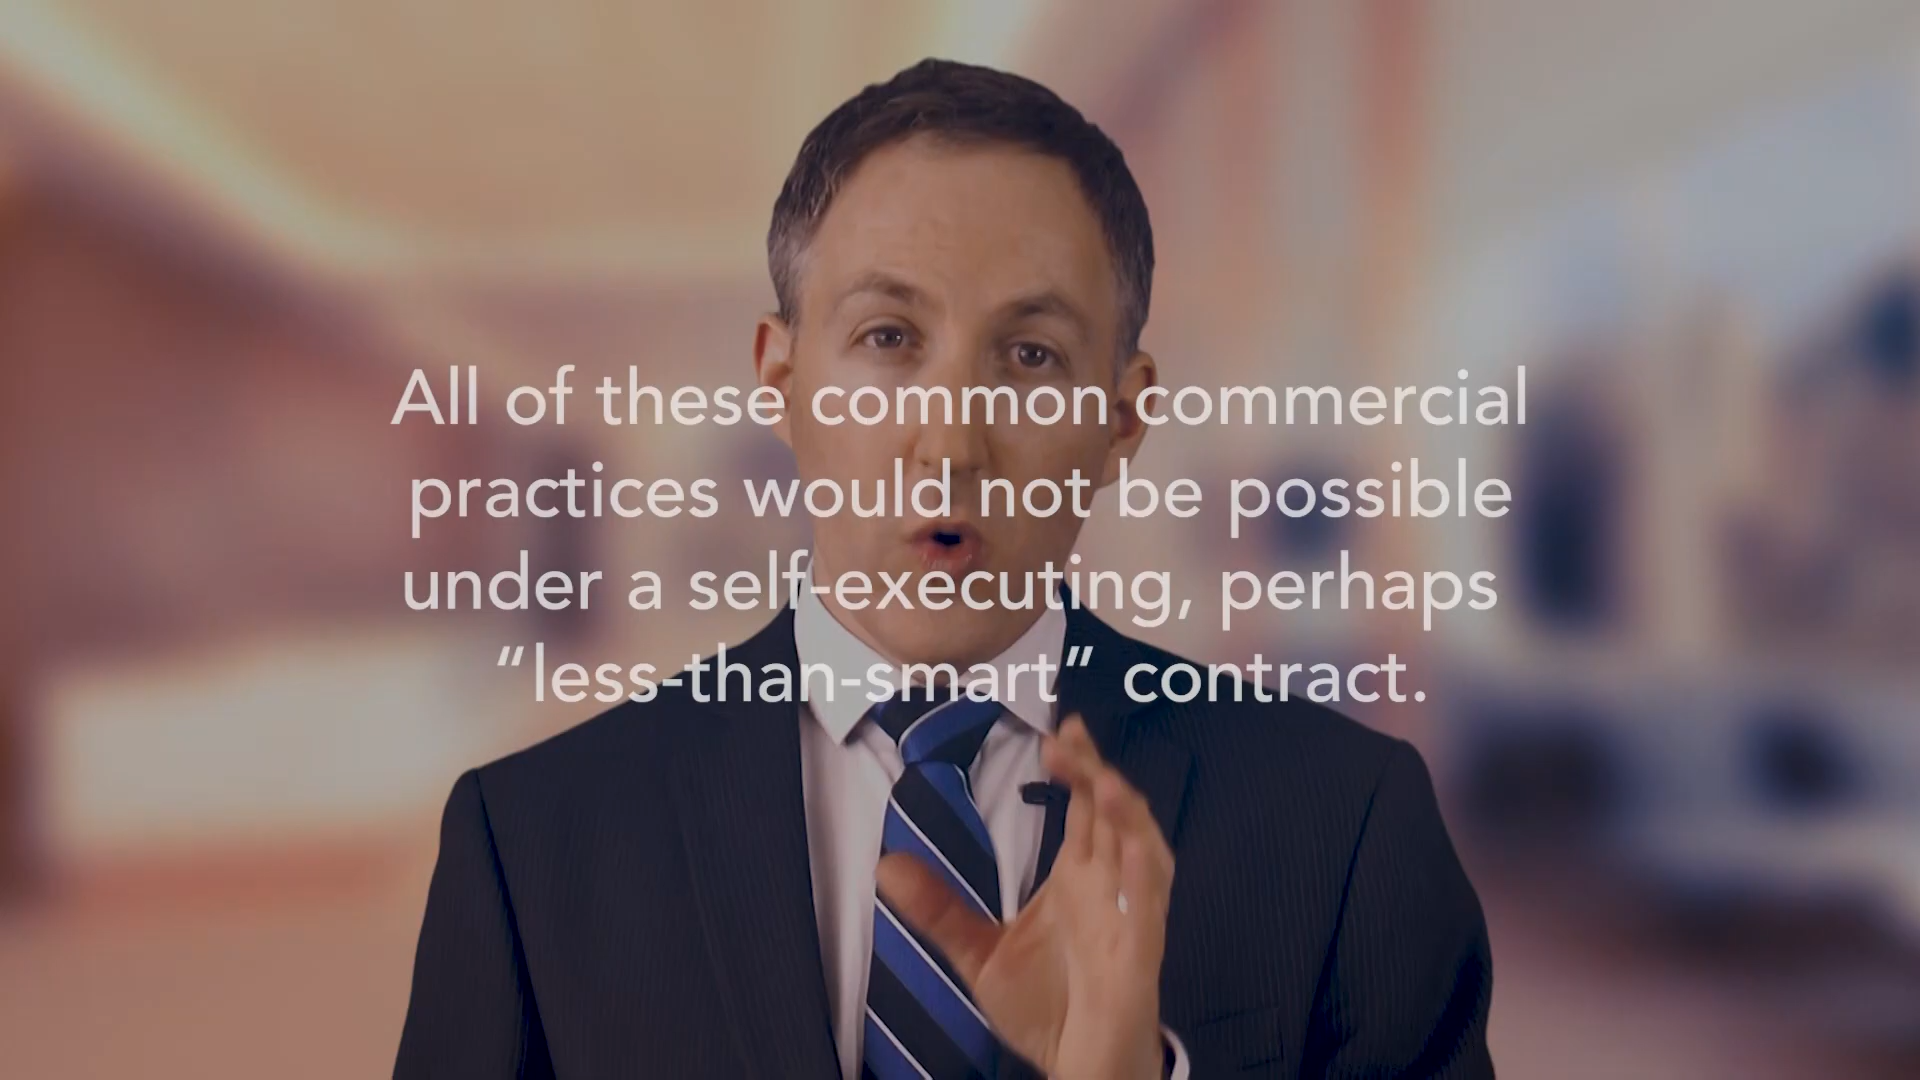 All of these common commercial
practices would not be possible
under a self-executing, perhaps
“less-than-smart” contract.